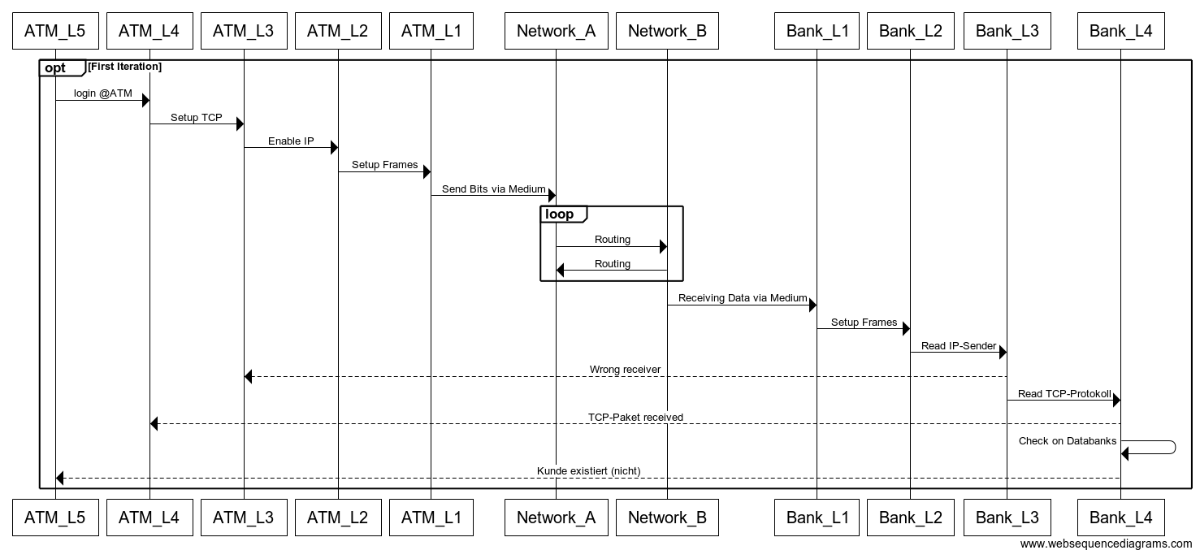 ATM_L5 ATM_L4 ATM_L3 ATM_L2 ATM_L1 Network_A Network_B Bank_L1 Bank_L2 Bank_L3 Bank_L4
opt [First Iteration]
login @ATM
Setup TCP
Enable IP
Setup Frames
Send Bits via Medium
loop
Routing
Routing
Receiving Data via Medium
Setup Frames
Read IP-Sender
Wrong receiver
Read TCP-Protokoll
TCP-Paket received
Check on Databanks
Kunde existiert (nicht)
ATM_L5 ATM_L4 ATM_L3 ATM_L2 ATM_L1 Network_A Network_B Bank_L1 Bank_L2 Bank_L3 Bank_L4
www.websequencediagrams.com